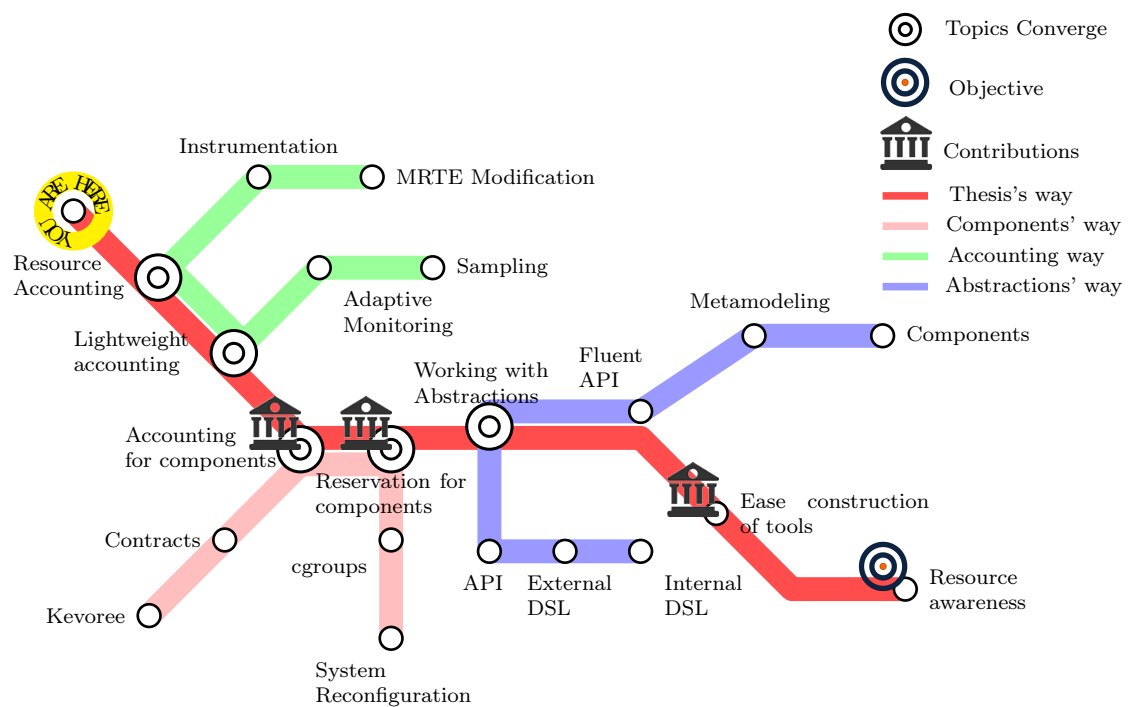 Topics Converge
Objective
Contributions
Thesis's way
Components' way
Accounting way
Abstractions' way
Instrumentation
MRTE Modification
YOU ARE HERE
Resource
Accounting
Sampling
Adaptive
Monitoring
Lightweight
accounting
Metamodeling
Components
Fluent
API
Working with
Abstractions
Accounting
for components
Reservation for
components
Ease construction
of tools
Contracts
cgroups
API
External
DSL
Internal
DSL
Resource
awareness
Kevoree
System
Reconfiguration